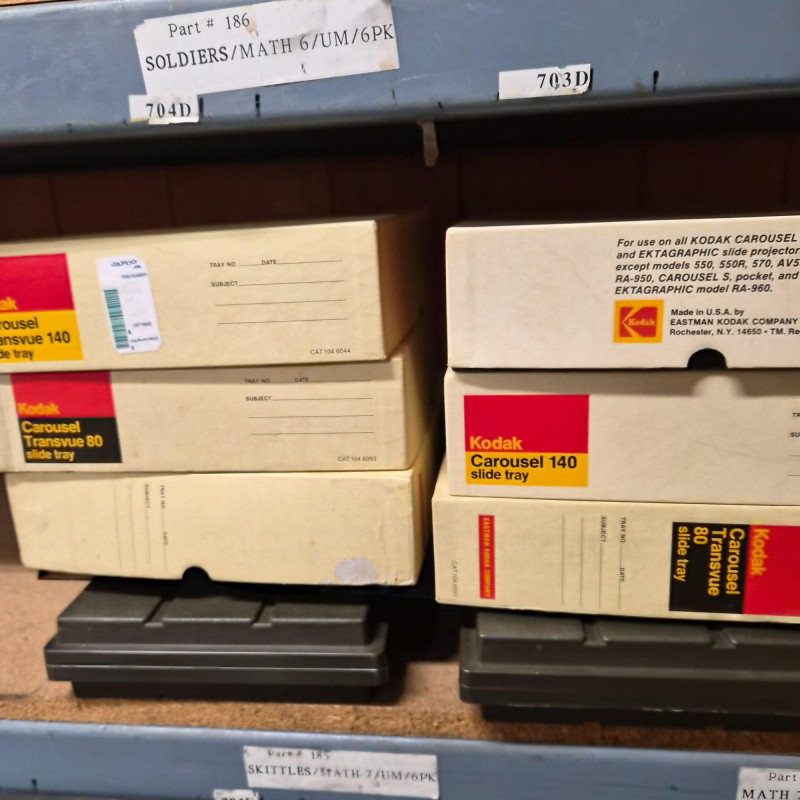 Part # 186
SOLDIERS/MATH 6/UM/6PK
704D
703D
140
slide tray
TRAY NO. DATE
SUBJECT
CAT 104 6044
Kodak
Carousel
Transvue 80
slide tray
TRAY NO. DATE
SUBJECT
CAT 104 6093
TRAY NO. DATE
SUBJECT
For use on all KODAK CAROUSEL
and EKTAGRAPHIC slide projector
except models 550, 550R, 570, AV5
RA-950, CAROUSEL S, pocket, and
EKTAGRAPHIC model RA-960.
Kodak
Made in U.S.A. by
EASTMAN KODAK COMPANY
Rochester, N.Y. 14650 • TM. Re
Kodak
Carousel 140
slide tray
EASTMAN KODAK COMPANY
SUBJECT
TRAY NO. DATE
Kodak
Carousel
Transvue
80
slide tray
Part # 185
SKITTLES/MATH 7/UM/6PK
Part
MATH